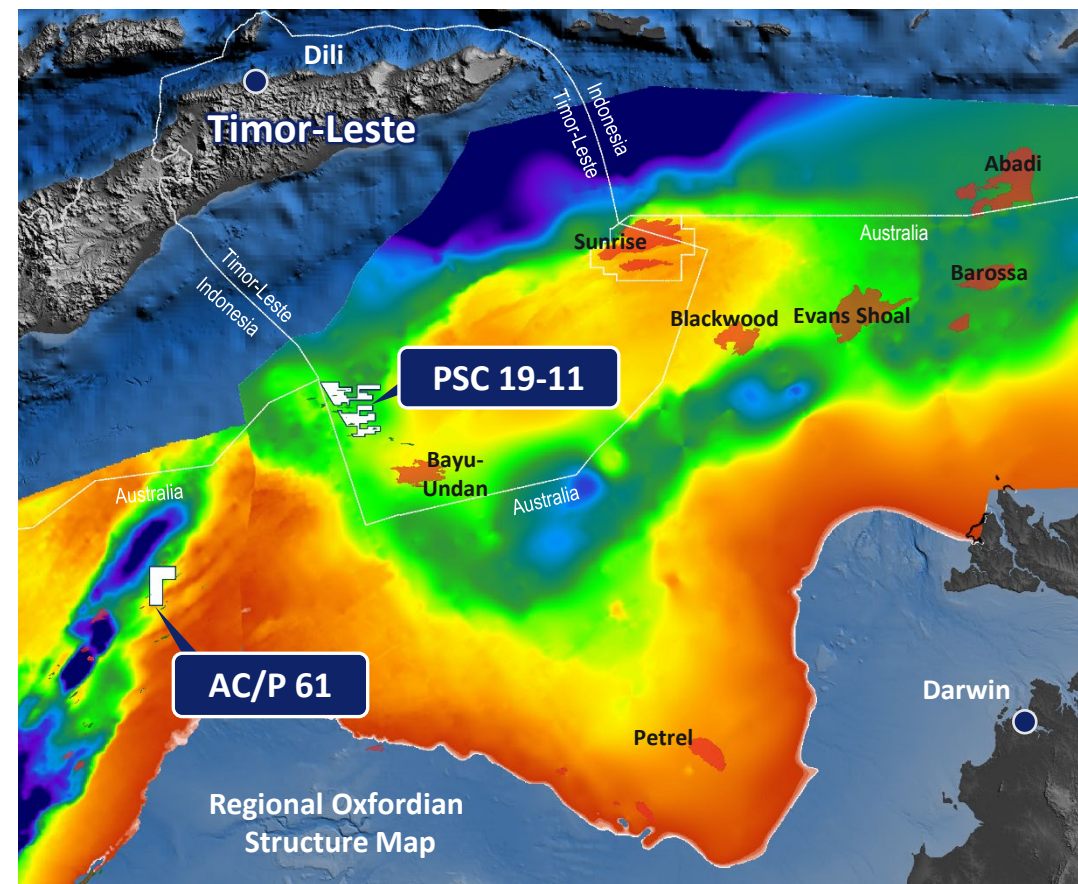 Dili
Timor-Leste
Indonesia
Timor-Leste
Abadi
Sunrise
Australia
Barossa
Timor-Leste
Indonesia
Blackwood
Evans Shoal
PSC 19-11
Bayu-
Undan
Australia
Australia
AC/P 61
Darwin
Petrel
Regional Oxfordian
Structure Map